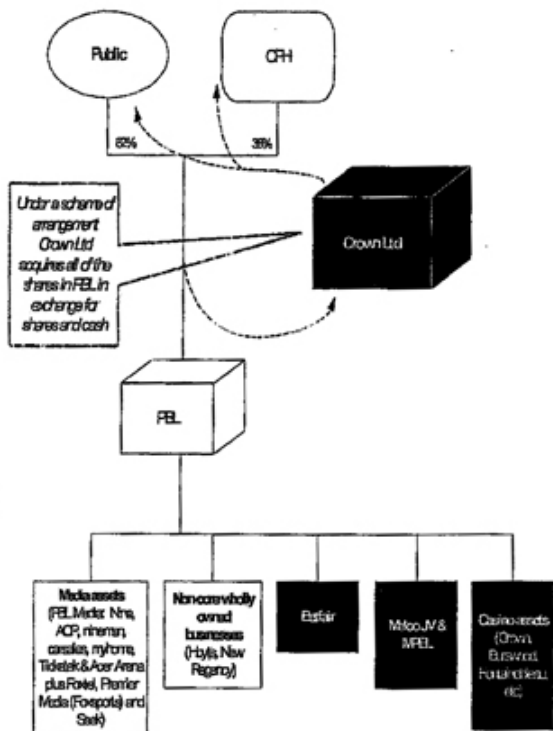 Public
CPH
62%
38%
Under a scheme of
arrangement
Crown Ltd
acquires all of the
shares in PBL in
exchange for
shares and cash
Crown Ltd
PBL
Media assets
(PBL Media: Nine,
ACP, ninemsn,
carsales, myhome,
Ticketek & Acer Arena
plus Foxtel, Premier
Media (Foxsports) and
Seek)
Non-core wholly
owned
businesses
(Hoyts, New
Regency)
Betfair
Melco JV &
MPEL
Casino assets
(Crown,
Burswood,
Fontainebleau,
etc)